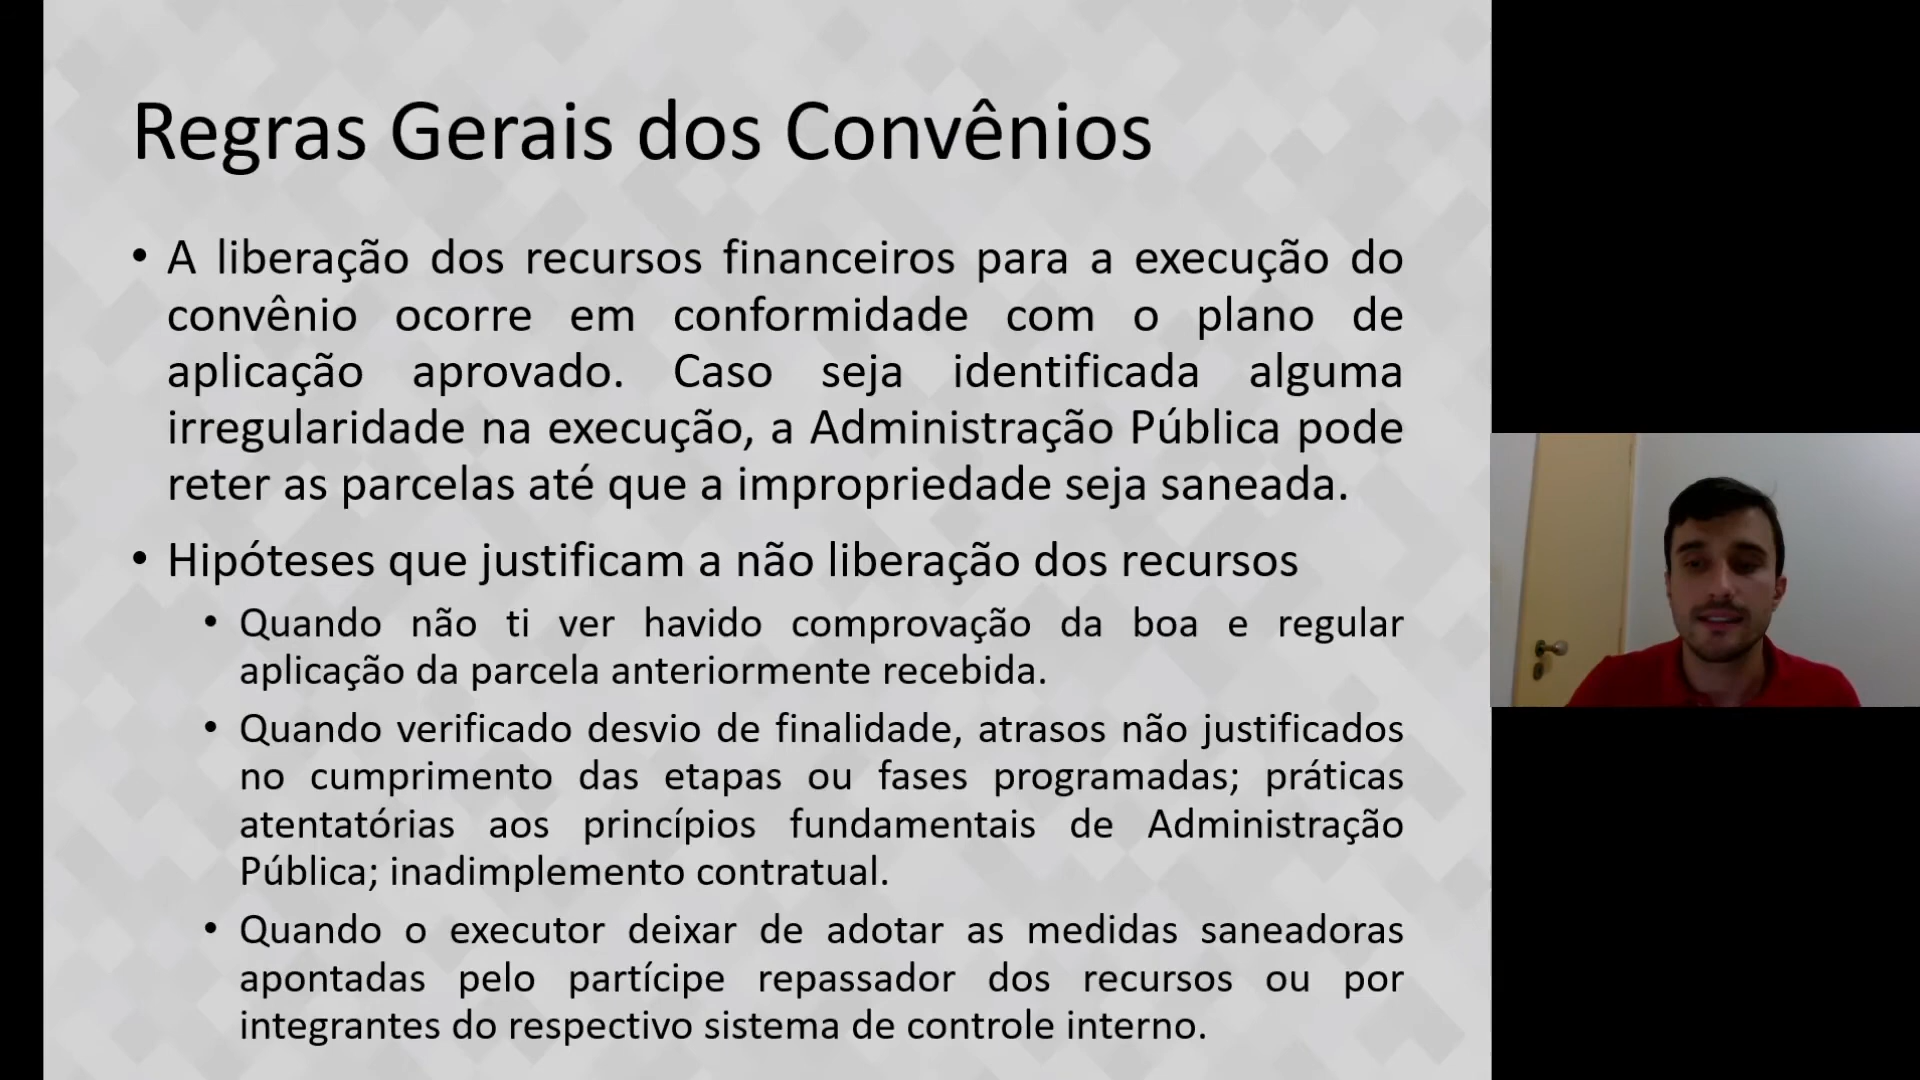 Regras Gerais dos Convênios
• A liberação dos recursos financeiros para a execução do
convênio ocorre em conformidade com o plano de
aplicação aprovado. Caso seja identificada alguma
irregularidade na execução, a Administração Pública pode
reter as parcelas até que a impropriedade seja saneada.
• Hipóteses que justificam a não liberação dos recursos
• Quando não ti ver havido comprovação da boa e regular
aplicação da parcela anteriormente recebida.
• Quando verificado desvio de finalidade, atrasos não justificados
no cumprimento das etapas ou fases programadas; práticas
atentatórias aos princípios fundamentais de Administração
Pública; inadimplemento contratual.
• Quando o executor deixar de adotar as medidas saneadoras
apontadas pelo partícipe repassador dos recursos ou por
integrantes do respectivo sistema de controle interno.